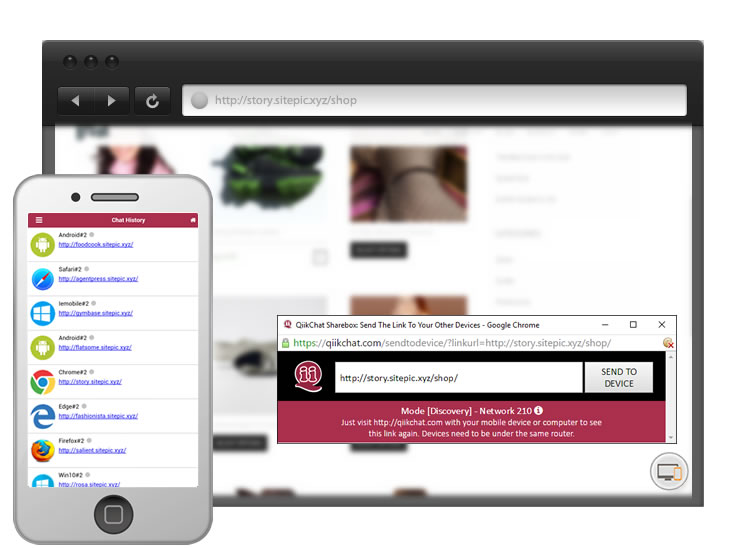 http://story.sitepic.xyz/shop
Chat History
Android#2
http://foodcook.sitepic.xyz/
Safari#2
http://agentpress.sitepic.xyz/
Iemobile#2
http://gymbase.sitepic.xyz/
Android#2
http://flatsome.sitepic.xyz/
Chrome#2
http://story.sitepic.xyz/
Edge#2
http://fashionista.sitepic.xyz/
Firefox#2
http://salient.sitepic.xyz/
Win10#2
http://rosa.sitepic.xyz/
QiikChat Sharebox: Send The Link To Your Other Devices - Google Chrome
https://qiikchat.com/sendtodevice/?linkurl=http://story.sitepic.xyz/shop/
http://story.sitepic.xyz/shop/
SEND TO
DEVICE
Mode [Discovery] - Network 210
Just visit http://qiikchat.com with your mobile device or computer to see
this link again. Devices need to be under the same router.